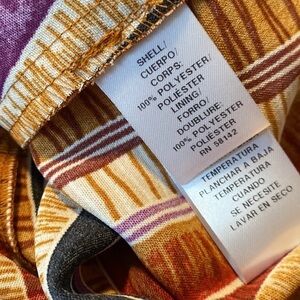 SHELL/
CUERPO/
CORPS:
100% POLYESTER/
POLIÉSTER
LINING/
FORRO/
DOUBLURE:
100% POLYESTER/
POLIÉSTER
RN 58142
TEMPERATURA
PLANCHAR A BAJA
TEMPERATURA
CUANDO
SE NECESITE
LAVAR EN SECO